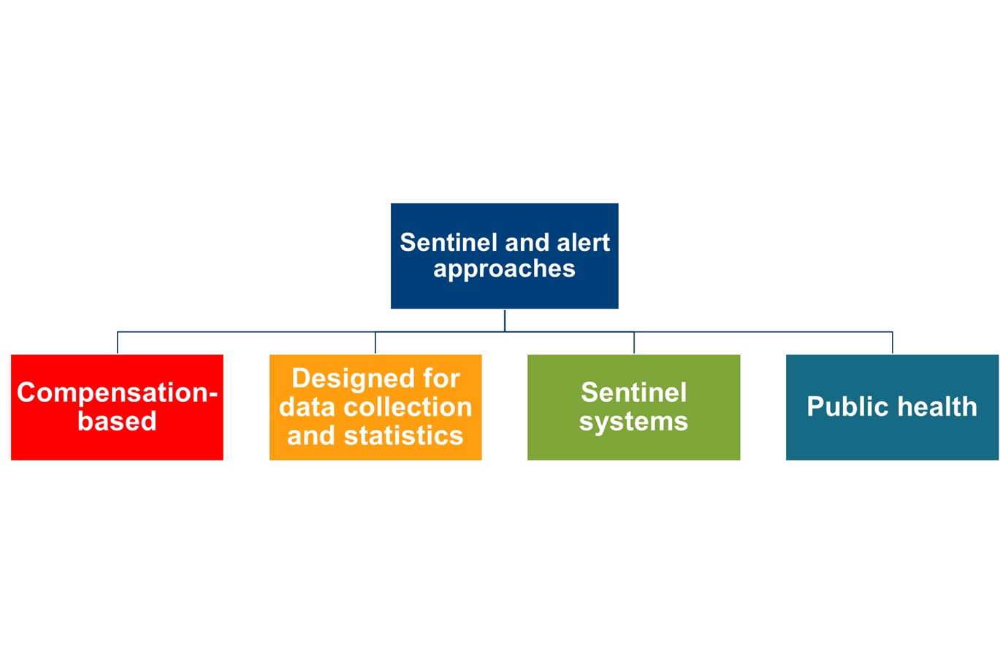 Sentinel and alert
approaches
Compensation-
based
Designed for
data collection
and statistics
Sentinel
systems
Public health